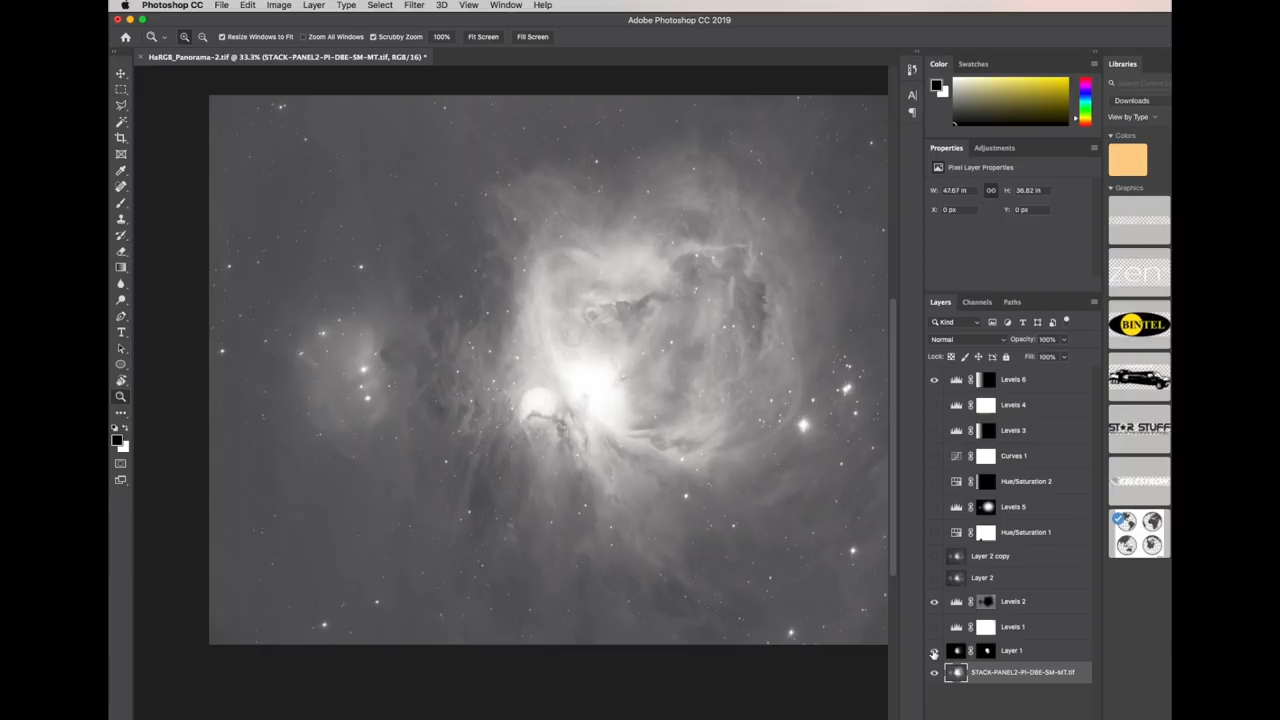 Photoshop CC File Edit Image Layer Type Select Filter 3D View Window Help
Adobe Photoshop CC 2019
Resize Windows to Fit Zoom All Windows Scrubby Zoom 100% Fit Screen Fill Screen
HaRGB_Panorama-2.tif @ 33.3% (STACK-PANEL2-PI-DBE-SM-MT.tif, RGB/16) *
Color Swatches
Libraries
Search Current L
Downloads
View by Type
Colors
Properties Adjustments
Pixel Layer Properties
W: 47.67 in GO H: 36.82 in
X: 0 px Y: 0 px
Graphics
zen
BINTEL
STAR STUFF
Layers Channels Paths
Kind
Normal Opacity: 100%
Lock: Fill: 100%
Levels 6
Levels 4
Levels 3
Curves 1
Hue/Saturation 2
Levels 5
Hue/Saturation 1
Layer 2 copy
Layer 2
Levels 2
Levels 1
Layer 1
STACK-PANEL2-PI-DBE-SM-MT.tif